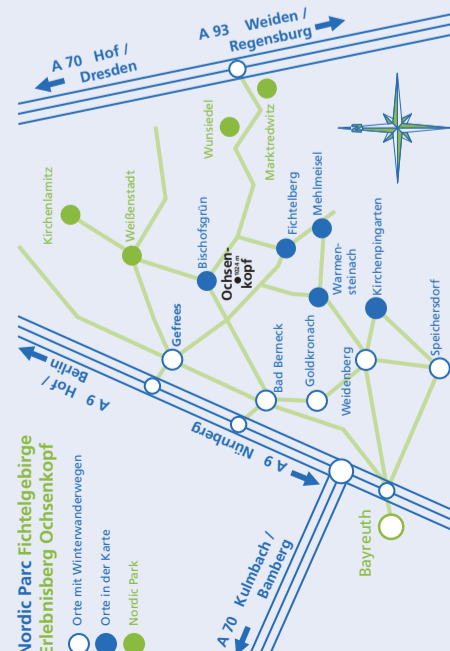 Nordic Parc Fichtelgebirge
Erlebnisberg Ochsenkopf
Orte mit Winterwanderwegen
Orte in der Karte
Nordic Park
A 9 Hof /
Berlin
A 70 Hof /
Dresden
A 93 Weiden /
Regensburg
Kirchenlamitz
Weißenstadt
Wunsiedel
Marktredwitz
Bischofsgrün
Ochsen-
kopf
1024 m
Fichtelberg
Mehlmeisel
Warmen-
steinach
Kirchenpingarten
Gefrees
Bad Berneck
Goldkronach
Weidenberg
Speichersdorf
A 9 Nürnberg
Bayreuth
A 70 Kulmbach /
Bamberg